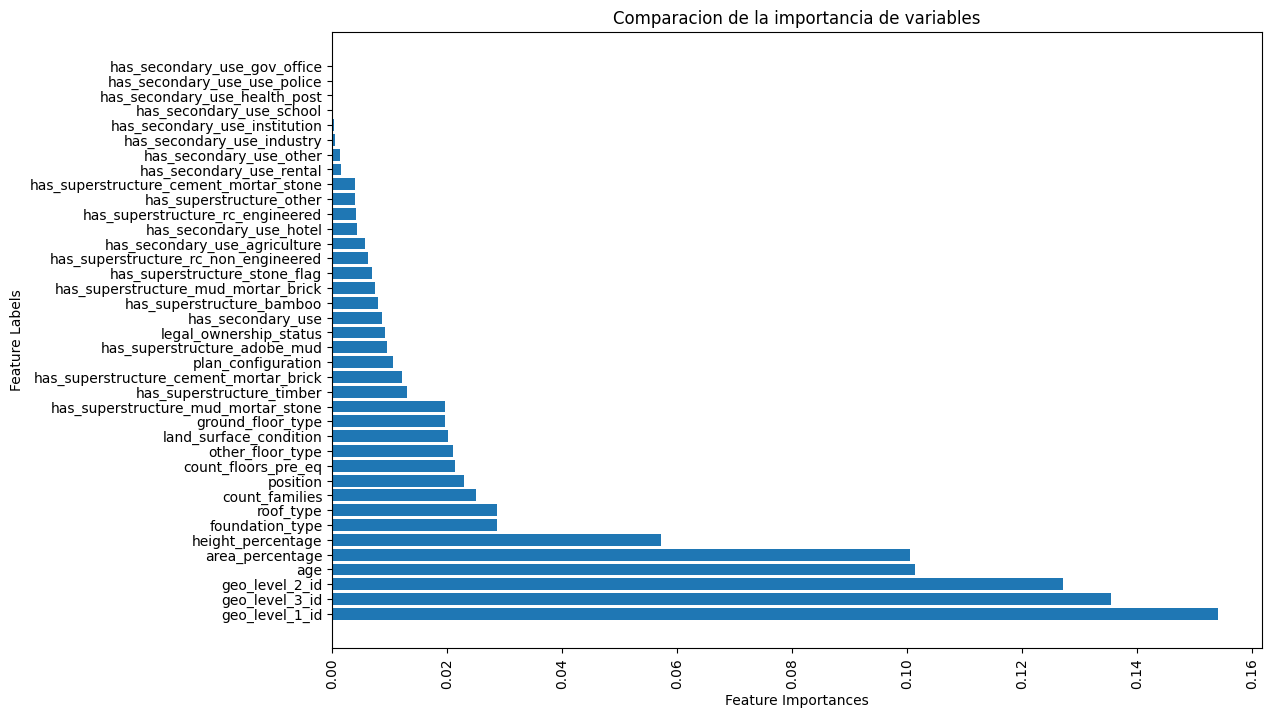 Comparacion de la importancia de variables
Feature Labels
has_secondary_use_gov_office
has_secondary_use_use_police
has_secondary_use_health_post
has_secondary_use_school
has_secondary_use_institution
has_secondary_use_industry
has_secondary_use_other
has_secondary_use_rental
has_superstructure_cement_mortar_stone
has_superstructure_other
has_superstructure_rc_engineered
has_secondary_use_hotel
has_secondary_use_agriculture
has_superstructure_rc_non_engineered
has_superstructure_stone_flag
has_superstructure_mud_mortar_brick
has_superstructure_bamboo
has_secondary_use
legal_ownership_status
has_superstructure_adobe_mud
plan_configuration
has_superstructure_cement_mortar_brick
has_superstructure_timber
has_superstructure_mud_mortar_stone
ground_floor_type
land_surface_condition
other_floor_type
count_floors_pre_eq
position
count_families
roof_type
foundation_type
height_percentage
area_percentage
age
geo_level_2_id
geo_level_3_id
geo_level_1_id
0.00
0.02
0.04
0.06
0.08
0.10
0.12
0.14
0.16
Feature Importances